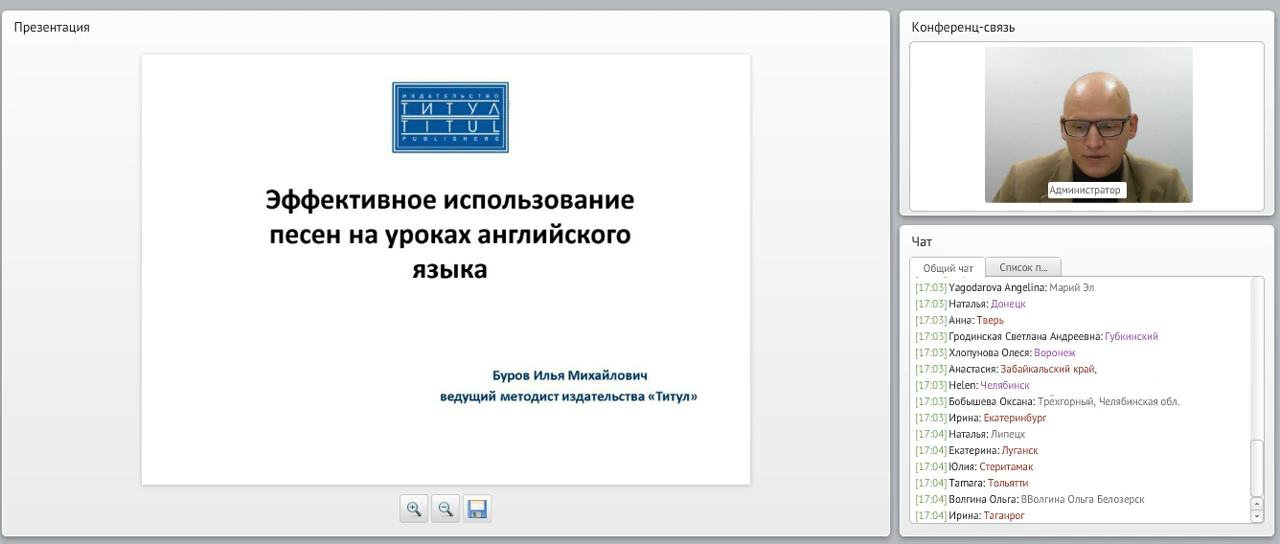 Презентация
ИЗДАТЕЛЬСТВО
ТИТУЛ
TITUL
PUBLISHERS
Эффективное использование
песен на уроках английского
языка
Буров Илья Михайлович
ведущий методист издательства «Титул»
Конференц-связь
Администратор
Чат
Общий чат
Список п...
[17:03] Yagodarova Angelina: Марий Эл
[17:03] Наталья: Донецк
[17:03] Анна: Тверь
[17:03] Гродинская Светлана Андреевна: Губкинский
[17:03] Хлопунова Олеся: Воронеж
[17:03] Анастасия: Забайкальский край,
[17:03] Helen: Челябинск
[17:03] Бобышева Оксана: Трёхгорный, Челябинская обл.
[17:03] Ирина: Екатеринбург
[17:04] Наталья: Липецк
[17:04] Екатерина: Луганск
[17:04] Юлия: Стеритамак
[17:04] Tamara: Тольятти
[17:04] Волгина Ольга: ВВолгина Ольга Белозерск
[17:04] Ирина: Таганрог